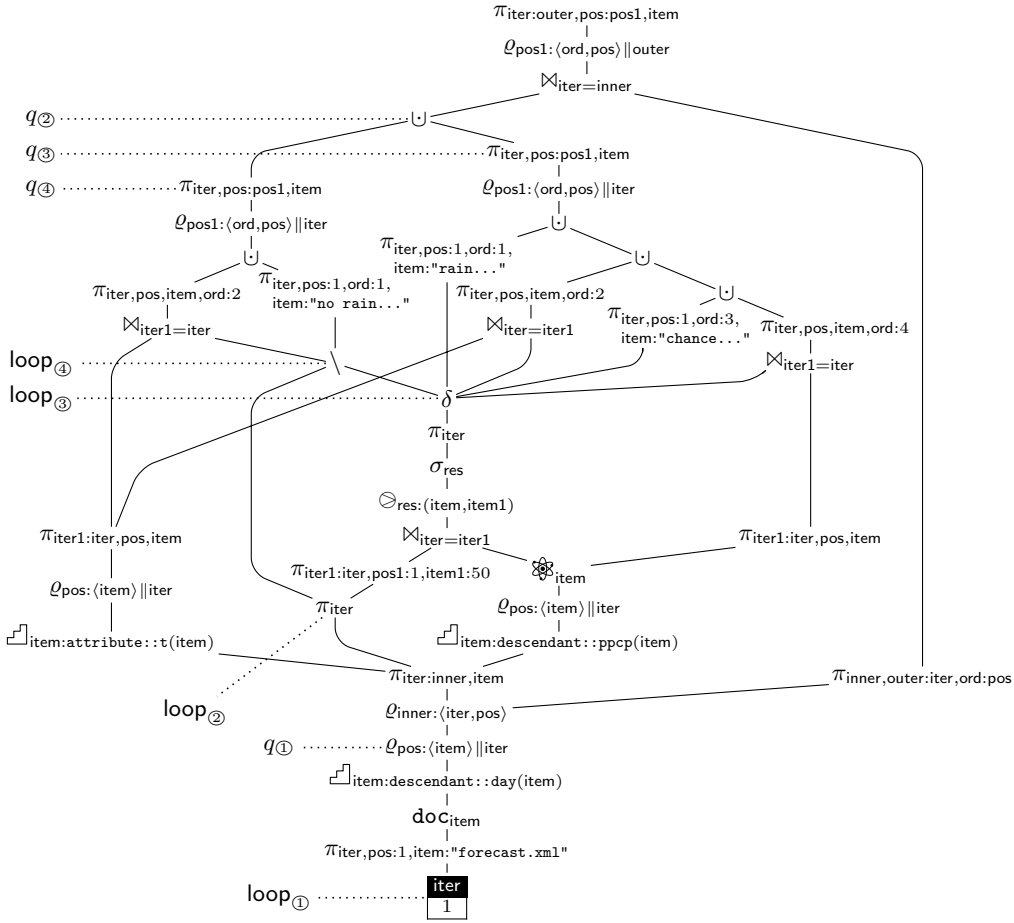 π iter:outer,pos:pos1,item
ϱ pos1:⟨ord,pos⟩∥outer
⋈ iter=inner
q② ∪·
q③ π iter,pos:pos1,item
q④ π iter,pos:pos1,item ϱ pos1:⟨ord,pos⟩∥iter
ϱ pos1:⟨ord,pos⟩∥iter ∪·
π iter,pos:1,ord:1,
item:"rain..."
∪· ∪·
π iter,pos:1,ord:1,
item:"no rain..."
π iter,pos,item,ord:2 π iter,pos,item,ord:2 ∪·
π iter,pos:1,ord:3,
item:"chance..."
⋈ iter1=iter ⋈ iter=iter1 π iter,pos,item,ord:4
loop④ \ ⋈ iter1=iter
loop③ δ
π iter
σ res
⧁ res:(item,item1)
π iter1:iter,pos,item ⋈ iter=iter1 π iter1:iter,pos,item
π iter1:iter,pos1:1,item1:50 ⚛ item
ϱ pos:⟨item⟩∥iter π iter ϱ pos:⟨item⟩∥iter
item:attribute::t(item) item:descendant::ppcp(item)
π iter:inner,item π inner,outer:iter,ord:pos
loop② ϱ inner:⟨iter,pos⟩
q① ϱ pos:⟨item⟩∥iter
item:descendant::day(item)
doc item
π iter,pos:1,item:"forecast.xml"
loop① iter
1